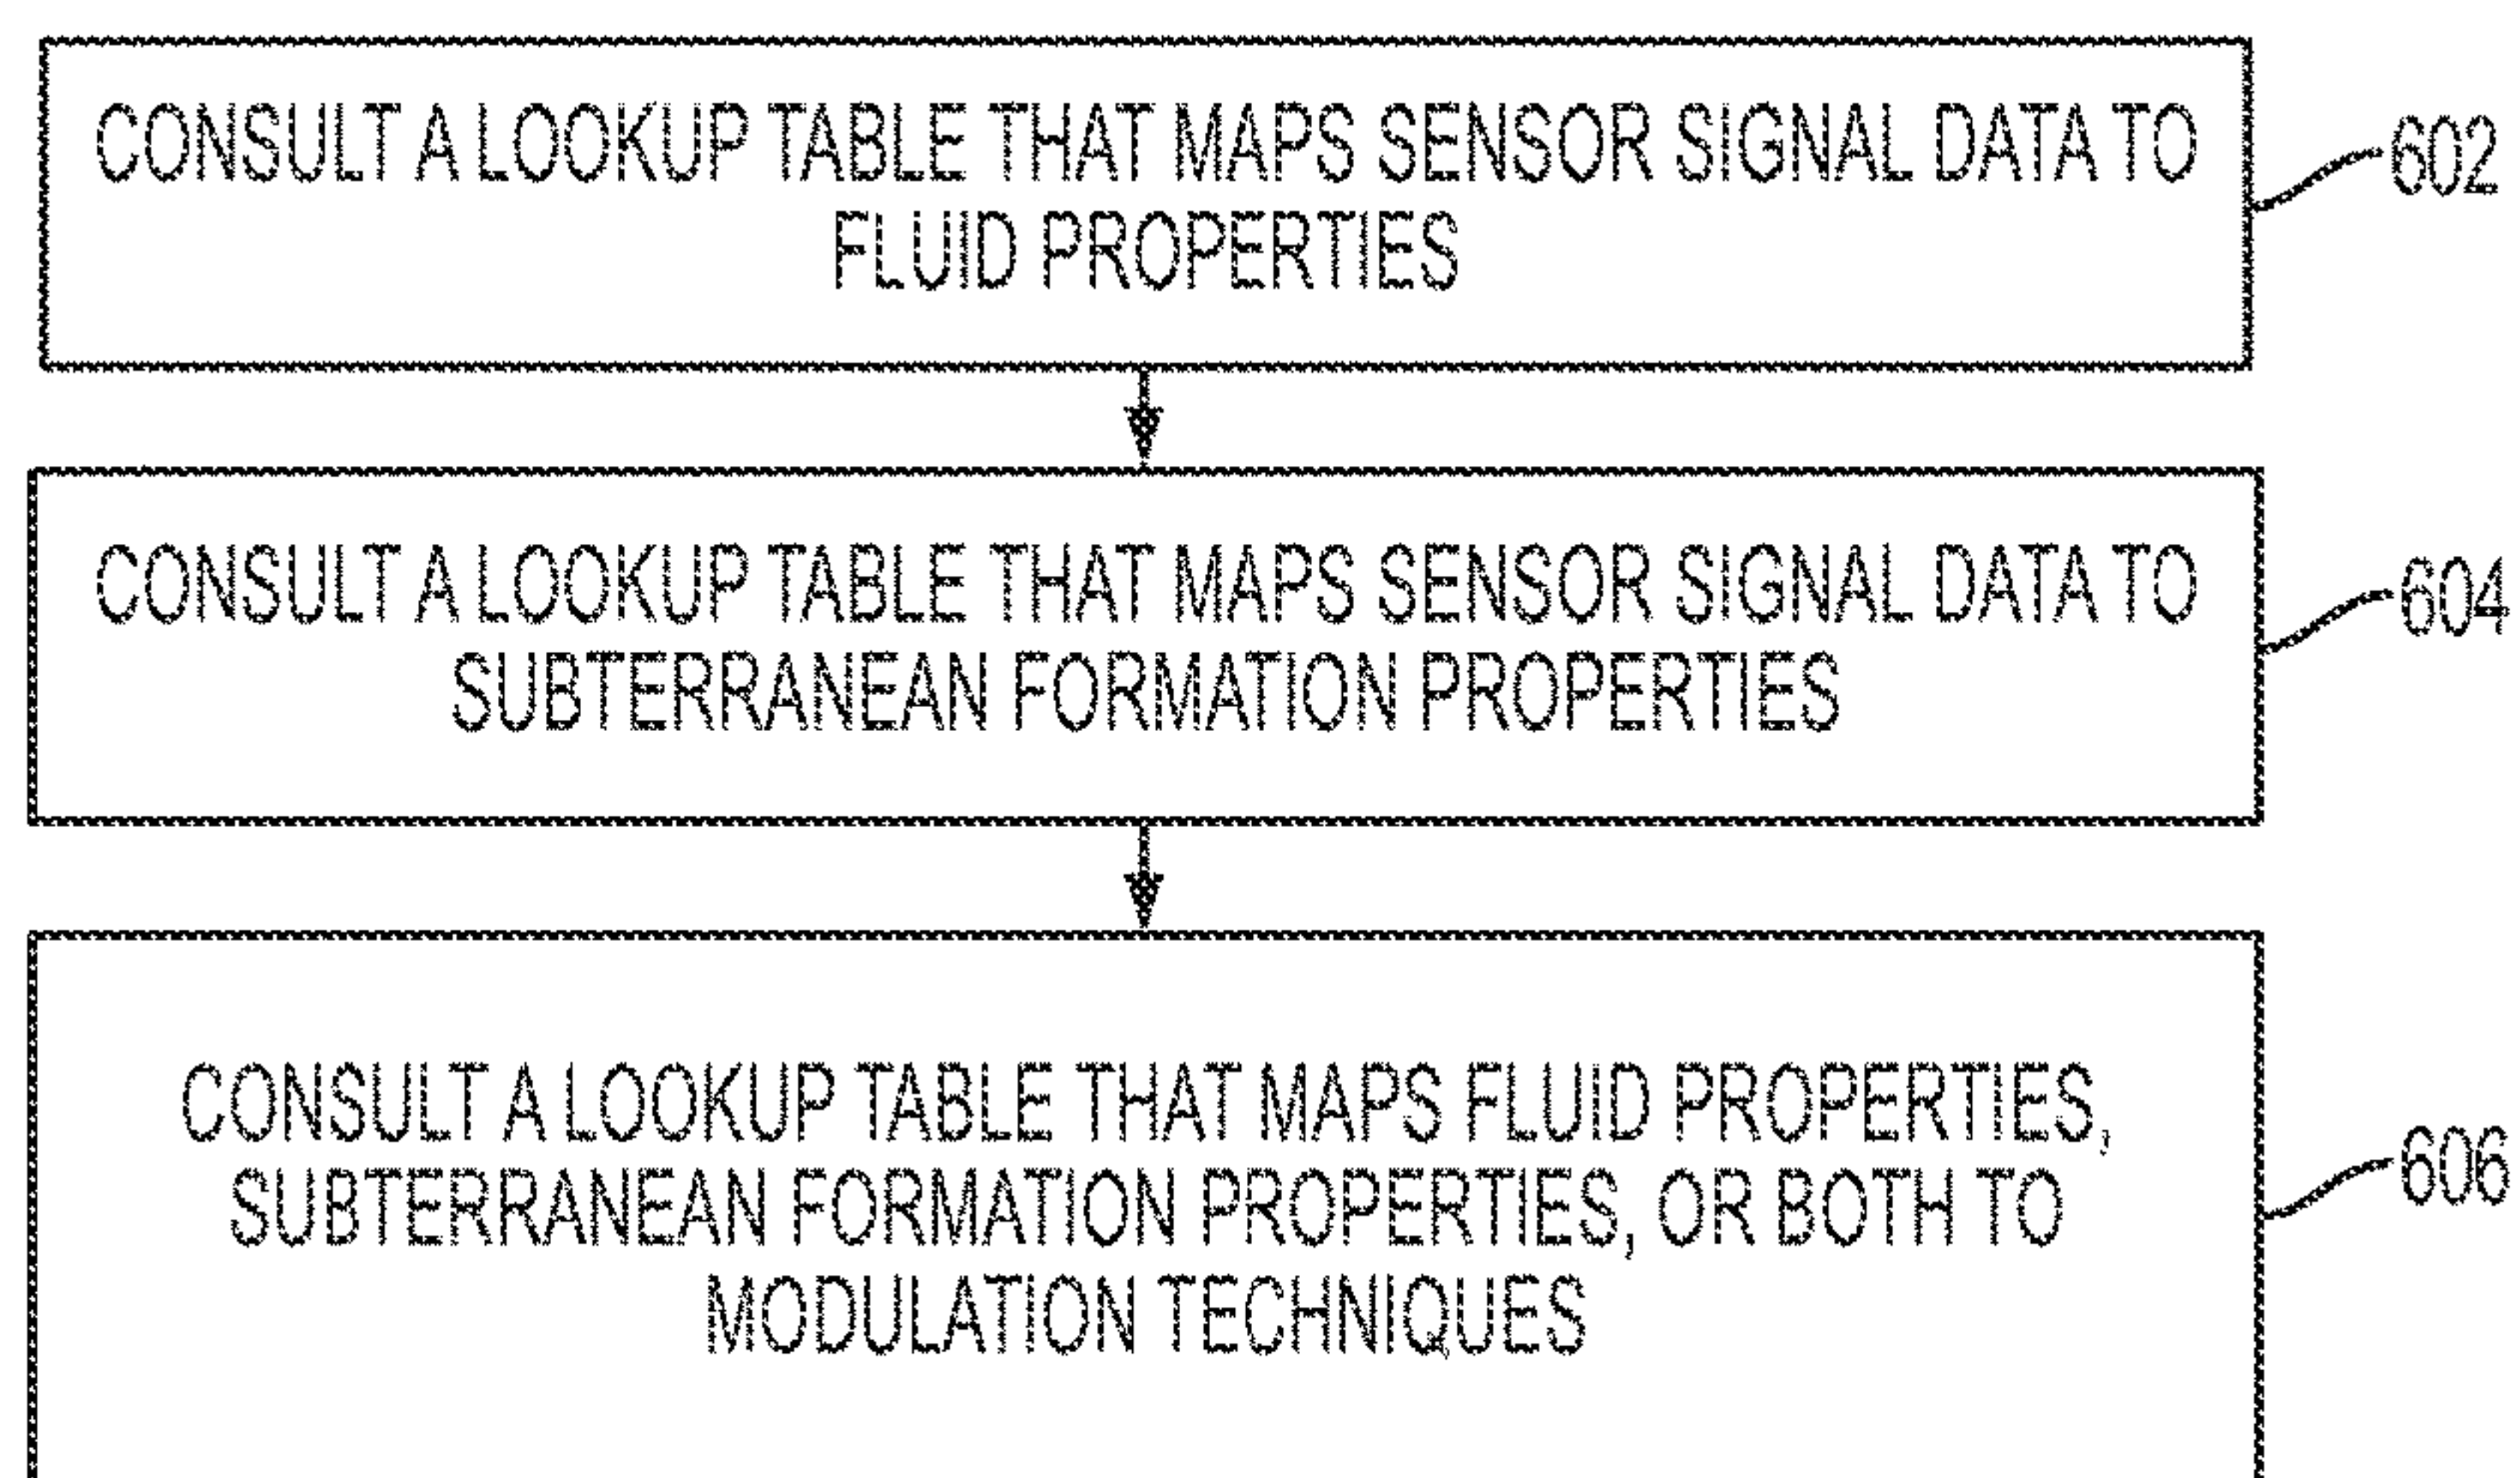 CONSULT A LOOKUP TABLE THAT MAPS SENSOR SIGNAL DATA TO
FLUID PROPERTIES
602
CONSULT A LOOKUP TABLE THAT MAPS SENSOR SIGNAL DATA TO
SUBTERRANEAN FORMATION PROPERTIES
604
CONSULT A LOOKUP TABLE THAT MAPS FLUID PROPERTIES,
SUBTERRANEAN FORMATION PROPERTIES, OR BOTH TO
MODULATION TECHNIQUES
606